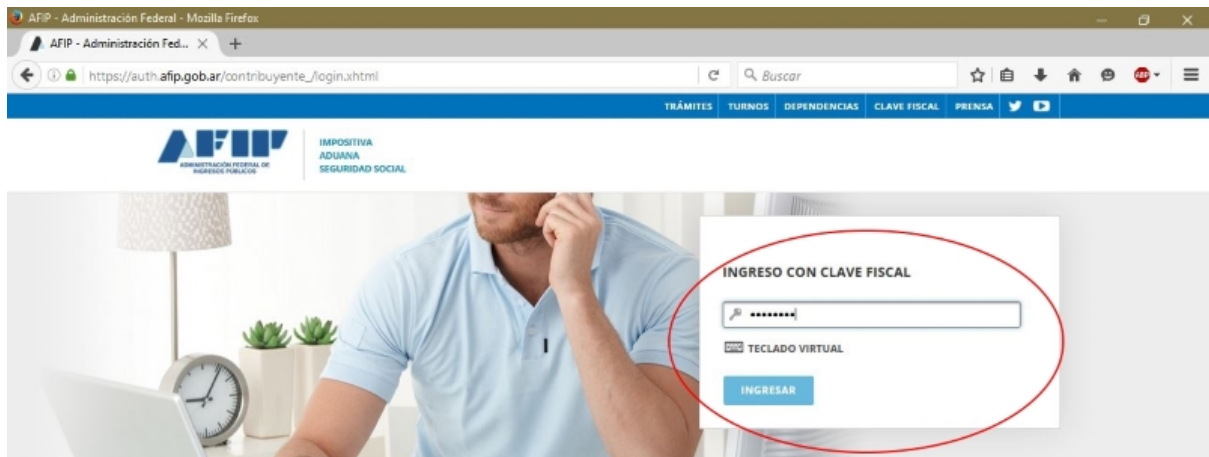 AFIP - Administración Federal - Mozilla Firefox
AFIP - Administración Fed...
https://auth.afip.gob.ar/contribuyente_/login.xhtml
Buscar
ABP
TRÁMITES TURNOS DEPENDENCIAS CLAVE FISCAL PRENSA
AFIP
ADMINISTRACIÓN FEDERAL DE
INGRESOS PÚBLICOS
IMPOSITIVA
ADUANA
SEGURIDAD SOCIAL
INGRESO CON CLAVE FISCAL
••••••••
TECLADO VIRTUAL
INGRESAR